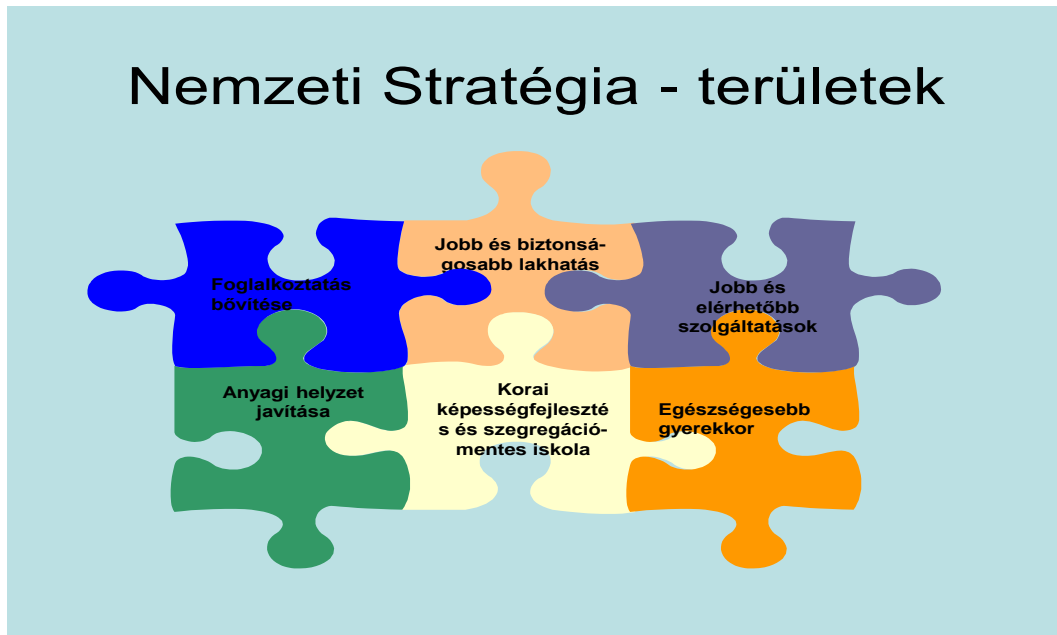 Nemzeti Stratégia - területek
Foglalkoztatás
bővítése
Jobb és biztonsá-
gosabb lakhatás
Jobb és
elérhetőbb
szolgáltatások
Anyagi helyzet
javítása
Korai
képességfejleszté
s és szegregáció-
mentes iskola
Egészségesebb
gyerekkor